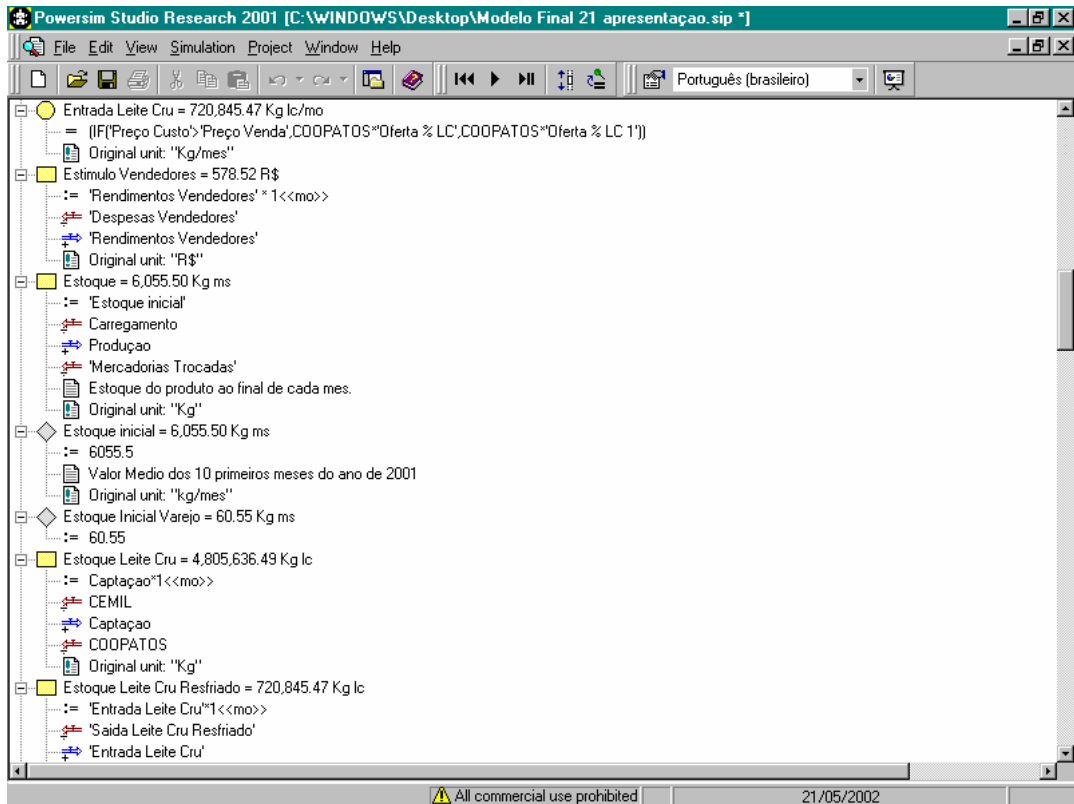 Powersim Studio Research 2001 [C:\WINDOWS\Desktop\Modelo Final 21 apresentaçao.sip *]
File Edit View Simulation Project Window Help
Português (brasileiro)
Entrada Leite Cru = 720,845.47 Kg lc/mo
= (IF('Preço Custo'>'Preço Venda',COOPATOS*'Oferta % LC',COOPATOS*'Oferta % LC 1'))
Original unit: "Kg/mes"
Estimulo Vendedores = 578.52 R$
:= 'Rendimentos Vendedores' * 1<<mo>>
'Despesas Vendedores'
'Rendimentos Vendedores'
Original unit: "R$"
Estoque = 6,055.50 Kg ms
:= 'Estoque inicial'
Carregamento
Produçao
'Mercadorias Trocadas'
Estoque do produto ao final de cada mes.
Original unit: "Kg"
Estoque inicial = 6,055.50 Kg ms
:= 6055.5
Valor Medio dos 10 primeiros meses do ano de 2001
Original unit: "kg/mes"
Estoque Inicial Varejo = 60.55 Kg ms
:= 60.55
Estoque Leite Cru = 4,805,636.49 Kg lc
:= Captaçao*1<<mo>>
CEMIL
Captaçao
COOPATOS
Original unit: "Kg"
Estoque Leite Cru Resfriado = 720,845.47 Kg lc
:= 'Entrada Leite Cru'*1<<mo>>
'Saida Leite Cru Resfriado'
'Entrada Leite Cru'
All commercial use prohibited
21/05/2002